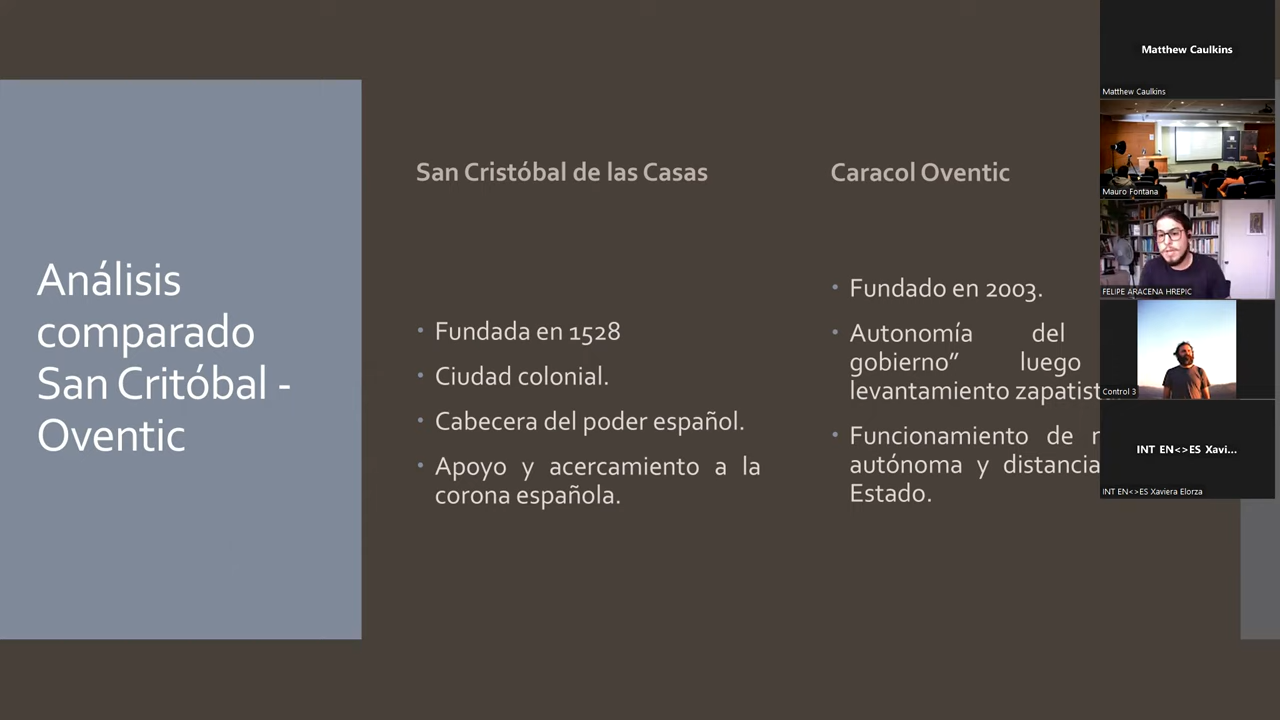 Análisis
comparado
San Critóbal -
Oventic
San Cristóbal de las Casas
• Fundada en 1528
• Ciudad colonial.
• Cabecera del poder español.
• Apoyo y acercamiento a la
corona española.
Caracol Oventic
• Fundado en 2003.
• Autonomía del
gobierno” luego
levantamiento zapatist
• Funcionamiento de
autónoma y distancia
Estado.
Matthew Caulkins
Matthew Caulkins
Mauro Fontana
FELIPE ARACENA HREPIC
Control 3
INT EN<>ES Xavi...
INT EN<>ES Xaviera Elorza